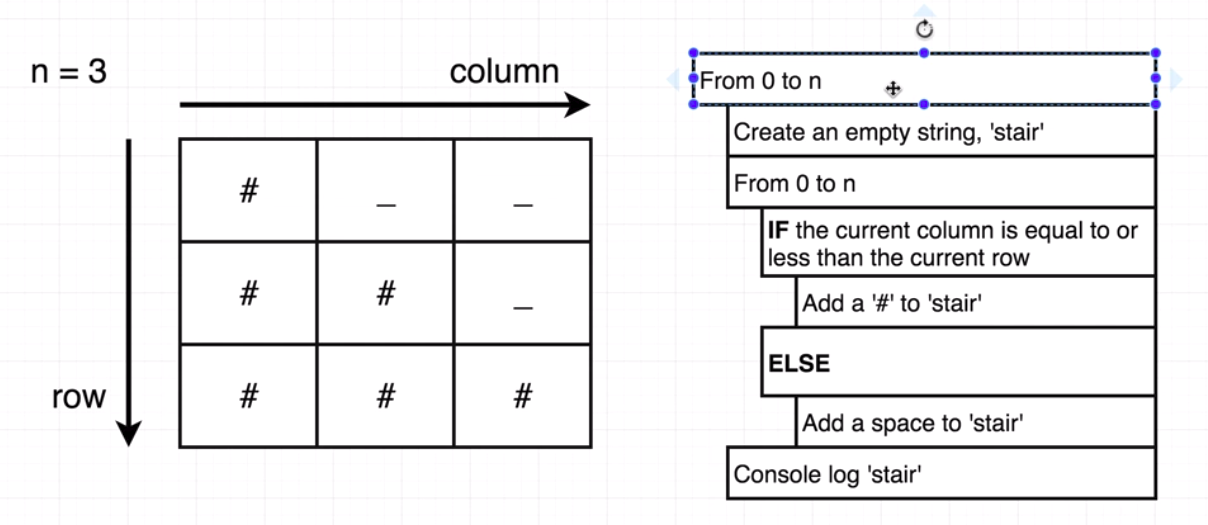 n = 3
column
row
# _ _
# # _
# # #
From 0 to n
Create an empty string, 'stair'
From 0 to n
IF the current column is equal to or
less than the current row
Add a '#' to 'stair'
ELSE
Add a space to 'stair'
Console log 'stair'